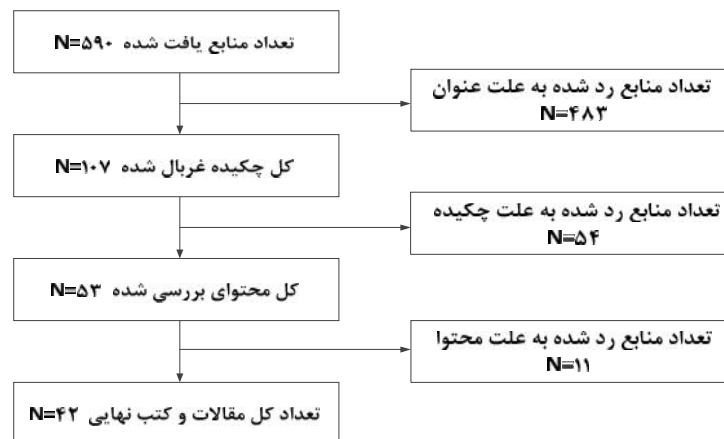 تعداد منابع یافت شده N=۵۹۰
تعداد منابع رد شده به علت عنوان
N=۴۸۳
کل چکیده غربال شده N=۱۰۷
تعداد منابع رد شده به علت چکیده
N=۵۴
کل محتوای بررسی شده N=۵۳
تعداد منابع رد شده به علت محتوا
N=۱۱
تعداد کل مقالات و کتب نهایی N=۴۲